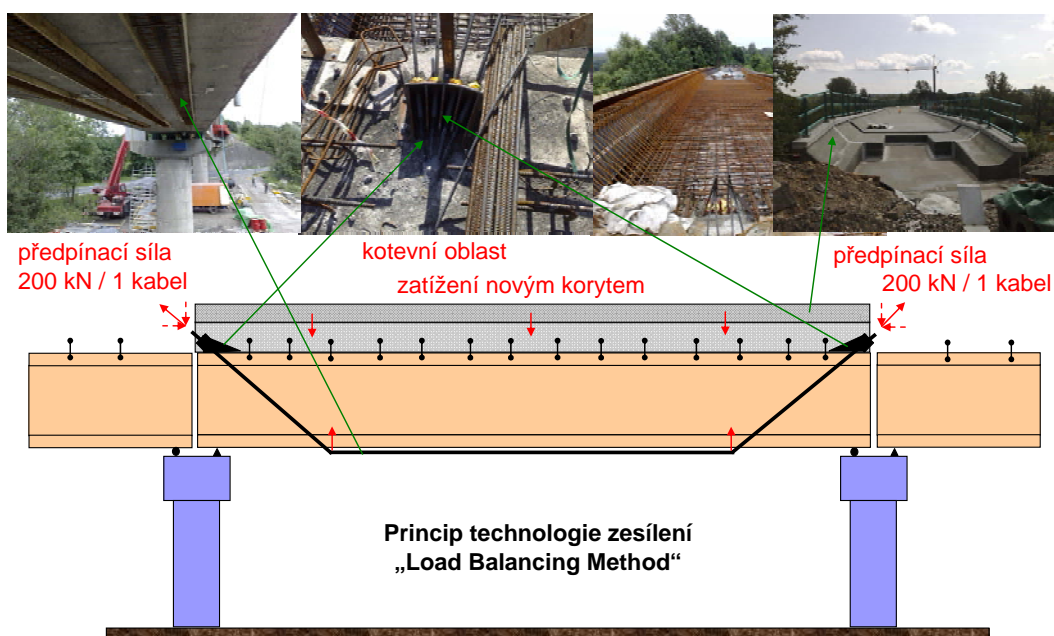 předpínací síla
200 kN / 1 kabel
kotevní oblast
zatížení novým korytem
předpínací síla
200 kN / 1 kabel
Princip technologie zesílení
„Load Balancing Method“